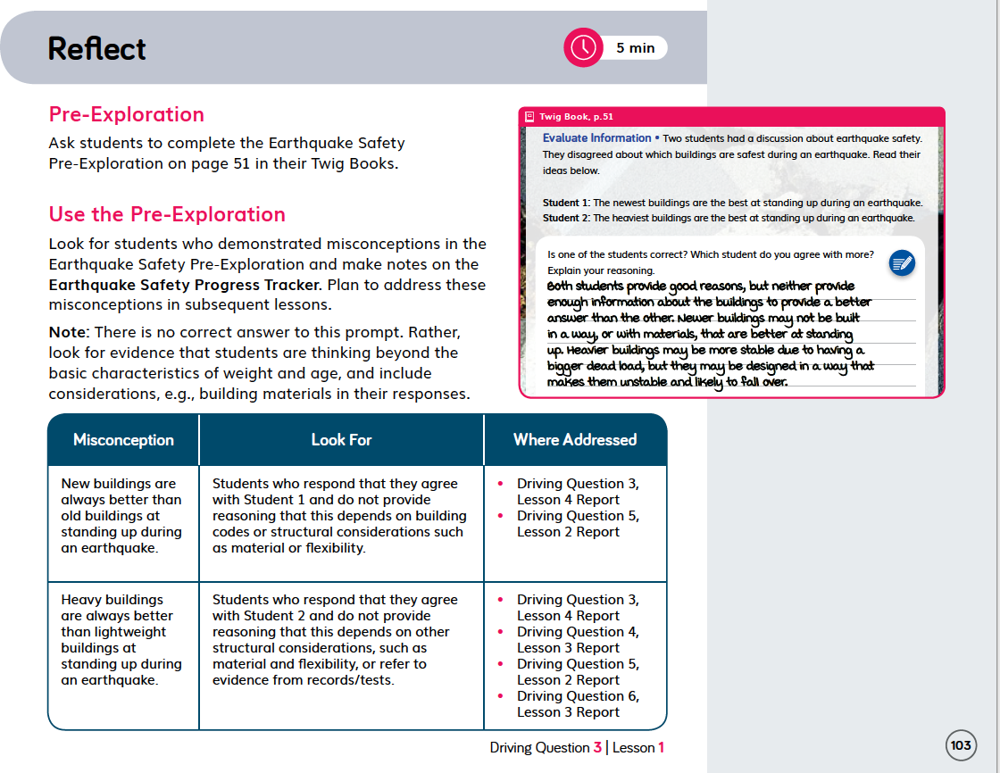 Reflect
5 min
Pre-Exploration
Ask students to complete the Earthquake Safety
Pre-Exploration on page 51 in their Twig Books.
Use the Pre-Exploration
Look for students who demonstrated misconceptions in the
Earthquake Safety Pre-Exploration and make notes on the
Earthquake Safety Progress Tracker. Plan to address these
misconceptions in subsequent lessons.
Note: There is no correct answer to this prompt. Rather,
look for evidence that students are thinking beyond the
basic characteristics of weight and age, and include
considerations, e.g., building materials in their responses.
Twig Book, p.51
Evaluate Information • Two students had a discussion about earthquake safety.
They disagreed about which buildings are safest during an earthquake. Read their
ideas below.
Student 1: The newest buildings are the best at standing up during an earthquake.
Student 2: The heaviest buildings are the best at standing up during an earthquake.
Is one of the students correct? Which student do you agree with more?
Explain your reasoning.
Both students provide good reasons, but neither provide
enough information about the buildings to provide a better
answer than the other. Newer buildings may not be built
in a way, or with materials, that are better at standing
up. Heavier buildings may be more stable due to having a
bigger dead load, but they may be designed in a way that
makes them unstable and likely to fall over.
Misconception
Look For
Where Addressed
New buildings are
always better than
old buildings at
standing up during
an earthquake.
Students who respond that they agree
with Student 1 and do not provide
reasoning that this depends on building
codes or structural considerations such
as material or flexibility.
• Driving Question 3,
Lesson 4 Report
• Driving Question 5,
Lesson 2 Report
Heavy buildings
are always better
than lightweight
buildings at
standing up during
an earthquake.
Students who respond that they agree
with Student 2 and do not provide
reasoning that this depends on other
structural considerations, such as
material and flexibility, or refer to
evidence from records/tests.
• Driving Question 3,
Lesson 4 Report
• Driving Question 4,
Lesson 3 Report
• Driving Question 5,
Lesson 2 Report
• Driving Question 6,
Lesson 3 Report
Driving Question 3 | Lesson 1
103